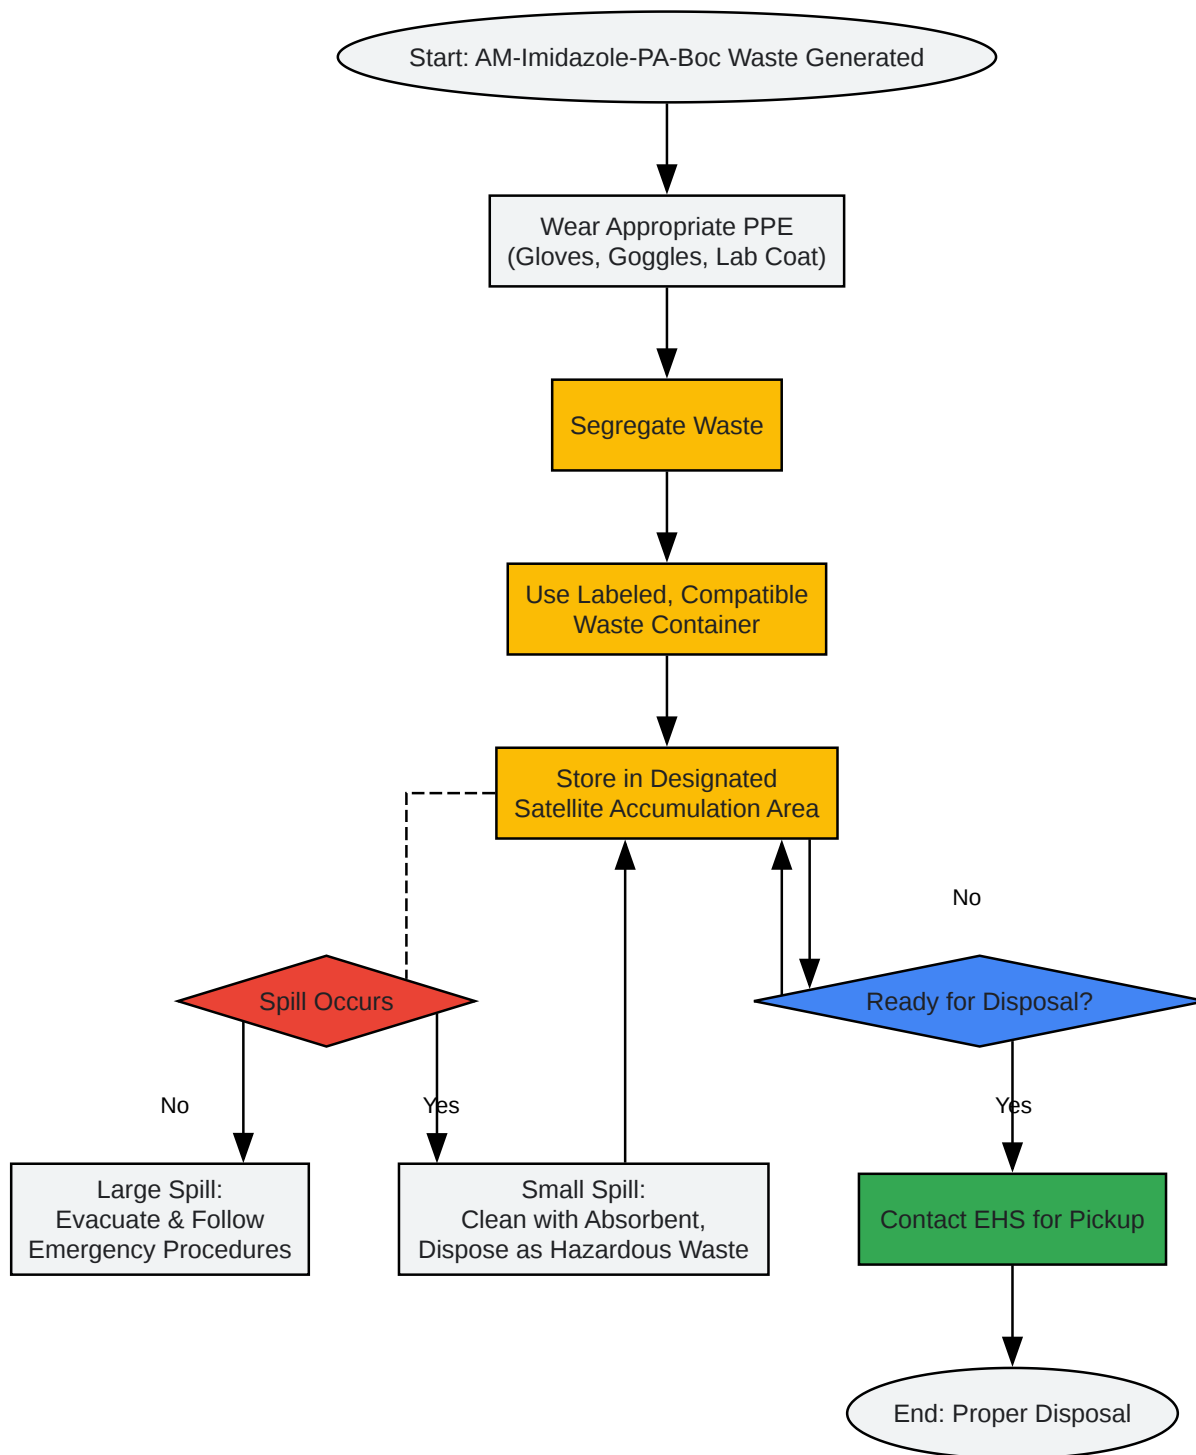 Start: AM-Imidazole-PA-Boc Waste Generated
Wear Appropriate PPE
(Gloves, Goggles, Lab Coat)
Segregate Waste
Use Labeled, Compatible
Waste Container
Store in Designated
Satellite Accumulation Area
No
Spill Occurs
Ready for Disposal?
No
Yes
Yes
Large Spill:
Evacuate & Follow
Emergency Procedures
Small Spill:
Clean with Absorbent,
Dispose as Hazardous Waste
Contact EHS for Pickup
End: Proper Disposal